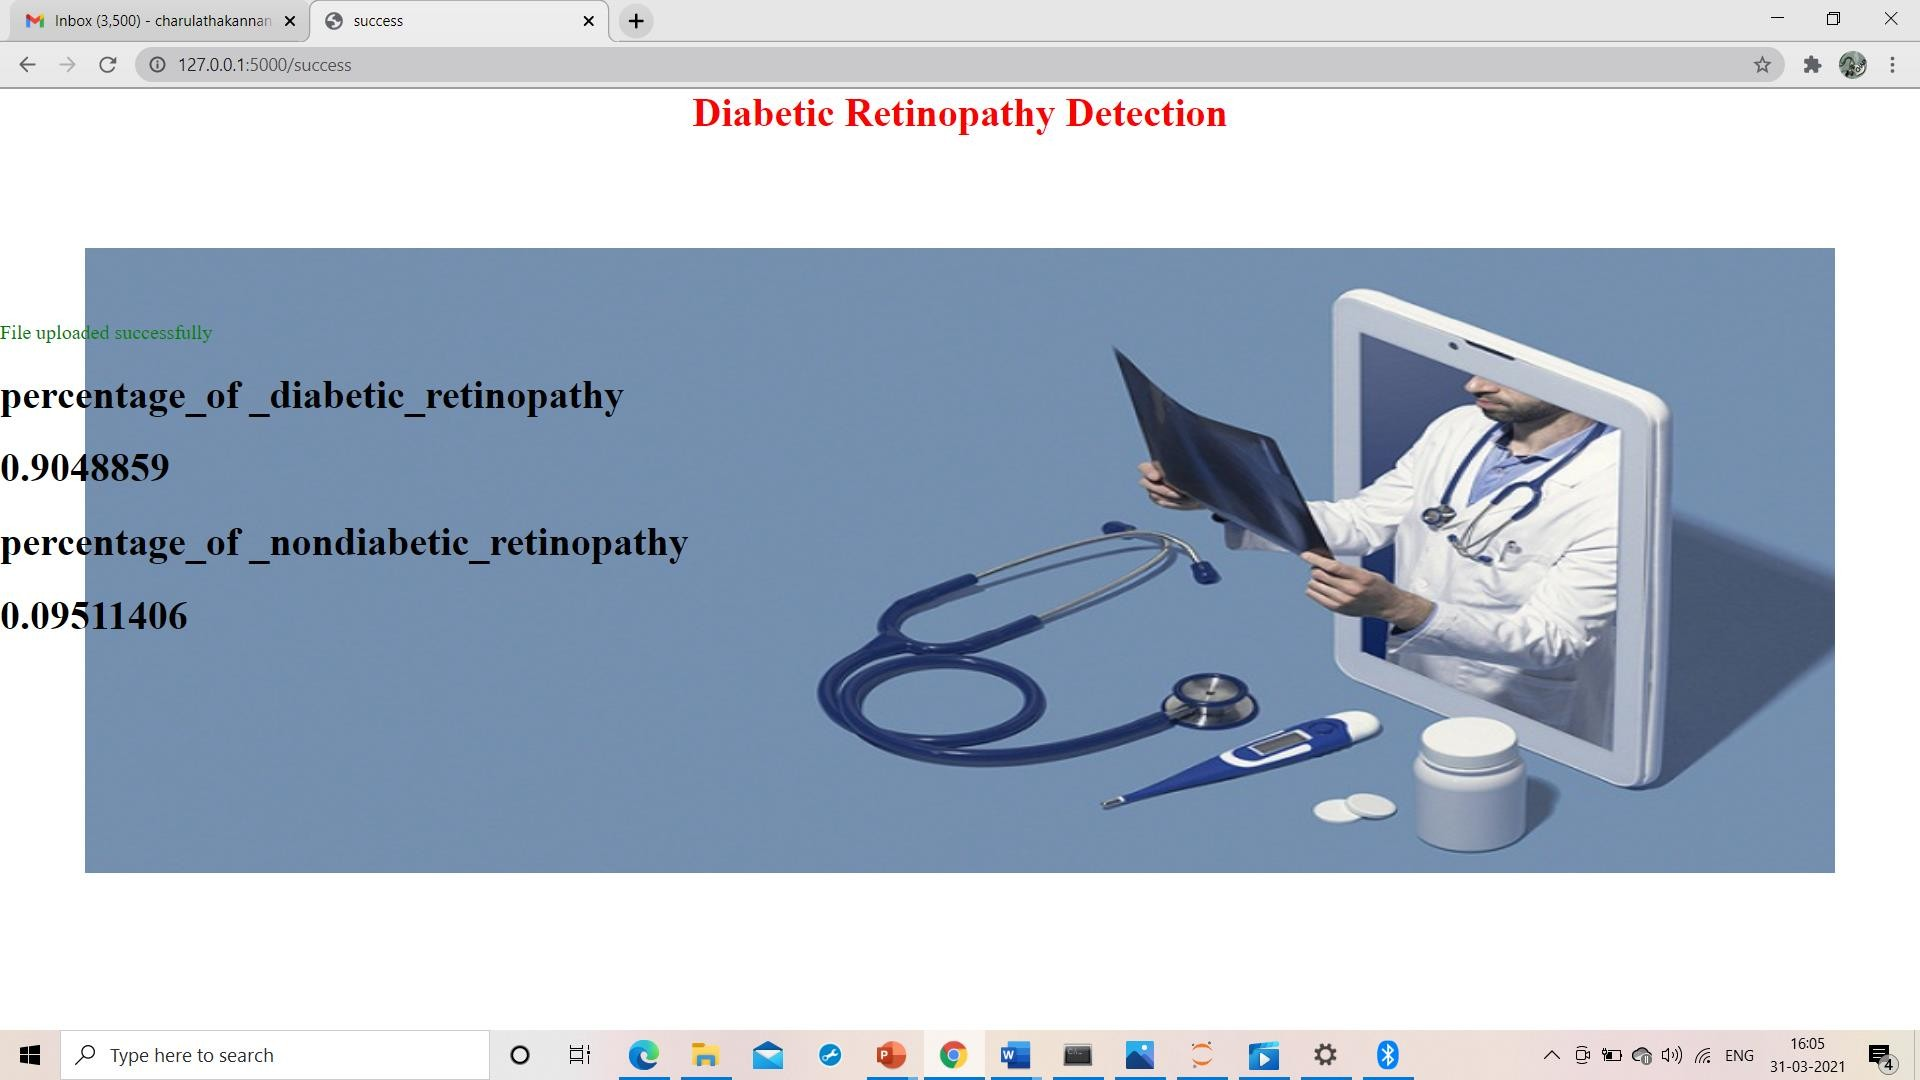 Inbox (3,500) - charulathakannan
success
127.0.0.1:5000/success
Diabetic Retinopathy Detection
File uploaded successfully
percentage_of _diabetic_retinopathy
0.9048859
percentage_of _nondiabetic_retinopathy
0.09511406
Type here to search
ENG
16:05
31-03-2021
4